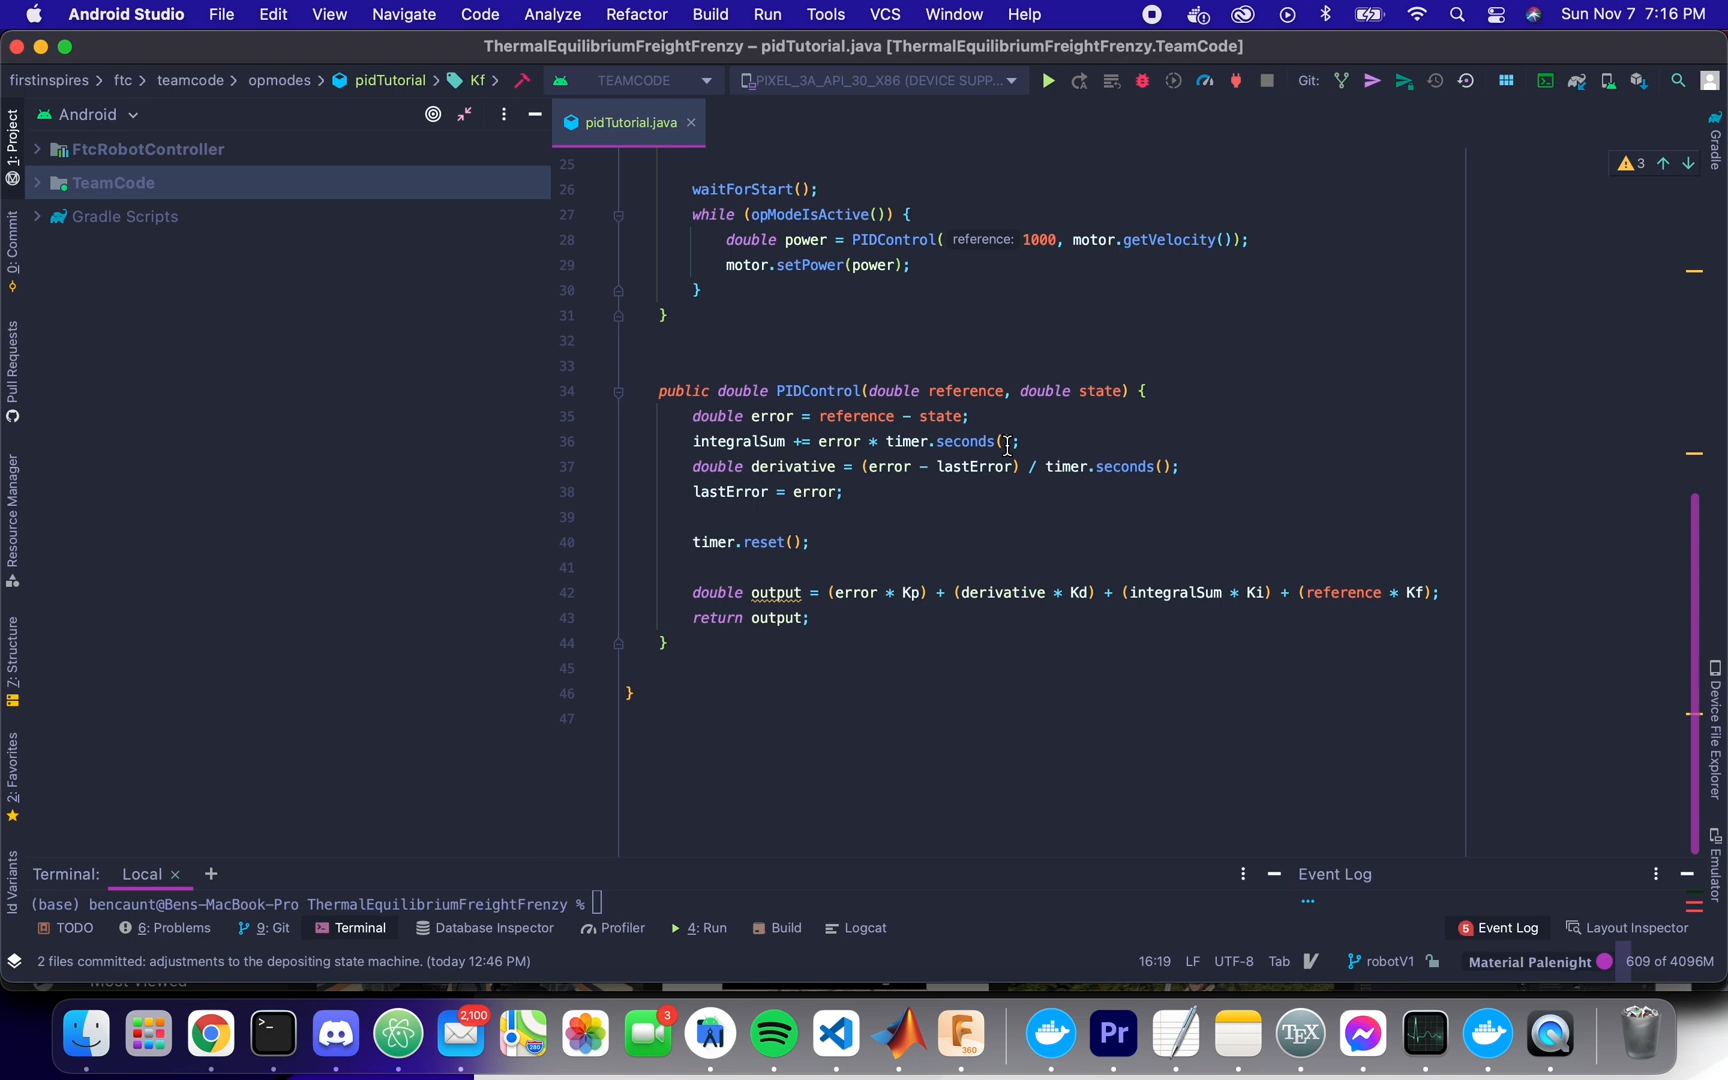 Android Studio File Edit View Navigate Code Analyze Refactor Build Run Tools VCS Window Help Sun Nov 7 7:16 PM
ThermalEquilibriumFreightFrenzy – pidTutorial.java [ThermalEquilibriumFreightFrenzy.TeamCode]
firstinspires > ftc > teamcode > opmodes > pidTutorial > Kf > TEAMCODE PIXEL_3A_API_30_X86 (DEVICE SUPP... Git:
1: Project
Android
pidTutorial.java
Gradle
FtcRobotController
TeamCode
Gradle Scripts
0: Commit
Pull Requests
Resource Manager
7: Structure
2: Favorites
ld Variants
3
25
26 waitForStart();
27 while (opModeIsActive()) {
28 double power = PIDControl( reference: 1000, motor.getVelocity());
29 motor.setPower(power);
30 }
31 }
32
33
34 public double PIDControl(double reference, double state) {
35 double error = reference - state;
36 integralSum += error * timer.seconds();
37 double derivative = (error - lastError) / timer.seconds();
38 lastError = error;
39
40 timer.reset();
41
42 double output = (error * Kp) + (derivative * Kd) + (integralSum * Ki) + (reference * Kf);
43 return output;
44 }
45
46 }
47
Device File Explorer
Emulator
Terminal: Local + Event Log
(base) bencaunt@Bens-MacBook-Pro ThermalEquilibriumFreightFrenzy %
TODO 6: Problems 9: Git Terminal Database Inspector Profiler 4: Run Build Logcat 5 Event Log Layout Inspector
2 files committed: adjustments to the depositing state machine. (today 12:46 PM) 16:19 LF UTF-8 Tab robotV1 Material Palenight 609 of 4096M
2,100
3
280
Pr
TEX
F
360